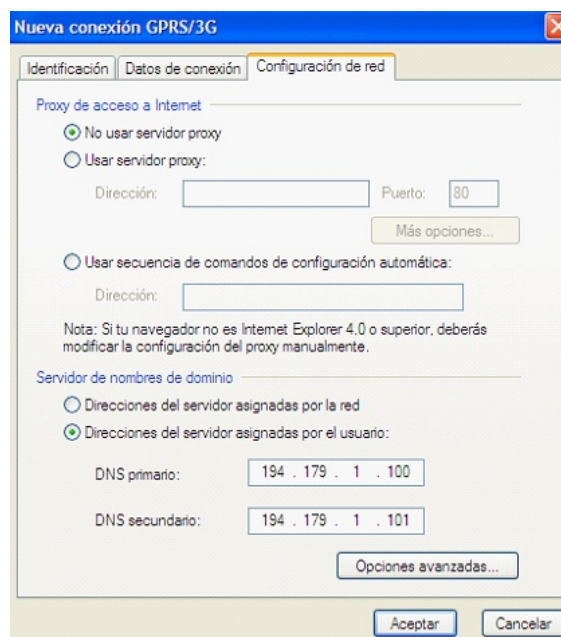 Nueva conexión GPRS/3G
Identificación Datos de conexión Configuración de red
Proxy de acceso a Internet
No usar servidor proxy
Usar servidor proxy:
Dirección: Puerto: 80
Más opciones...
Usar secuencia de comandos de configuración automática:
Dirección:
Nota: Si tu navegador no es Internet Explorer 4.0 o superior, deberás
modificar la configuración del proxy manualmente.
Servidor de nombres de dominio
Direcciones del servidor asignadas por la red
Direcciones del servidor asignadas por el usuario:
DNS primario: 194 . 179 . 1 . 100
DNS secundario: 194 . 179 . 1 . 101
Opciones avanzadas...
Aceptar Cancelar